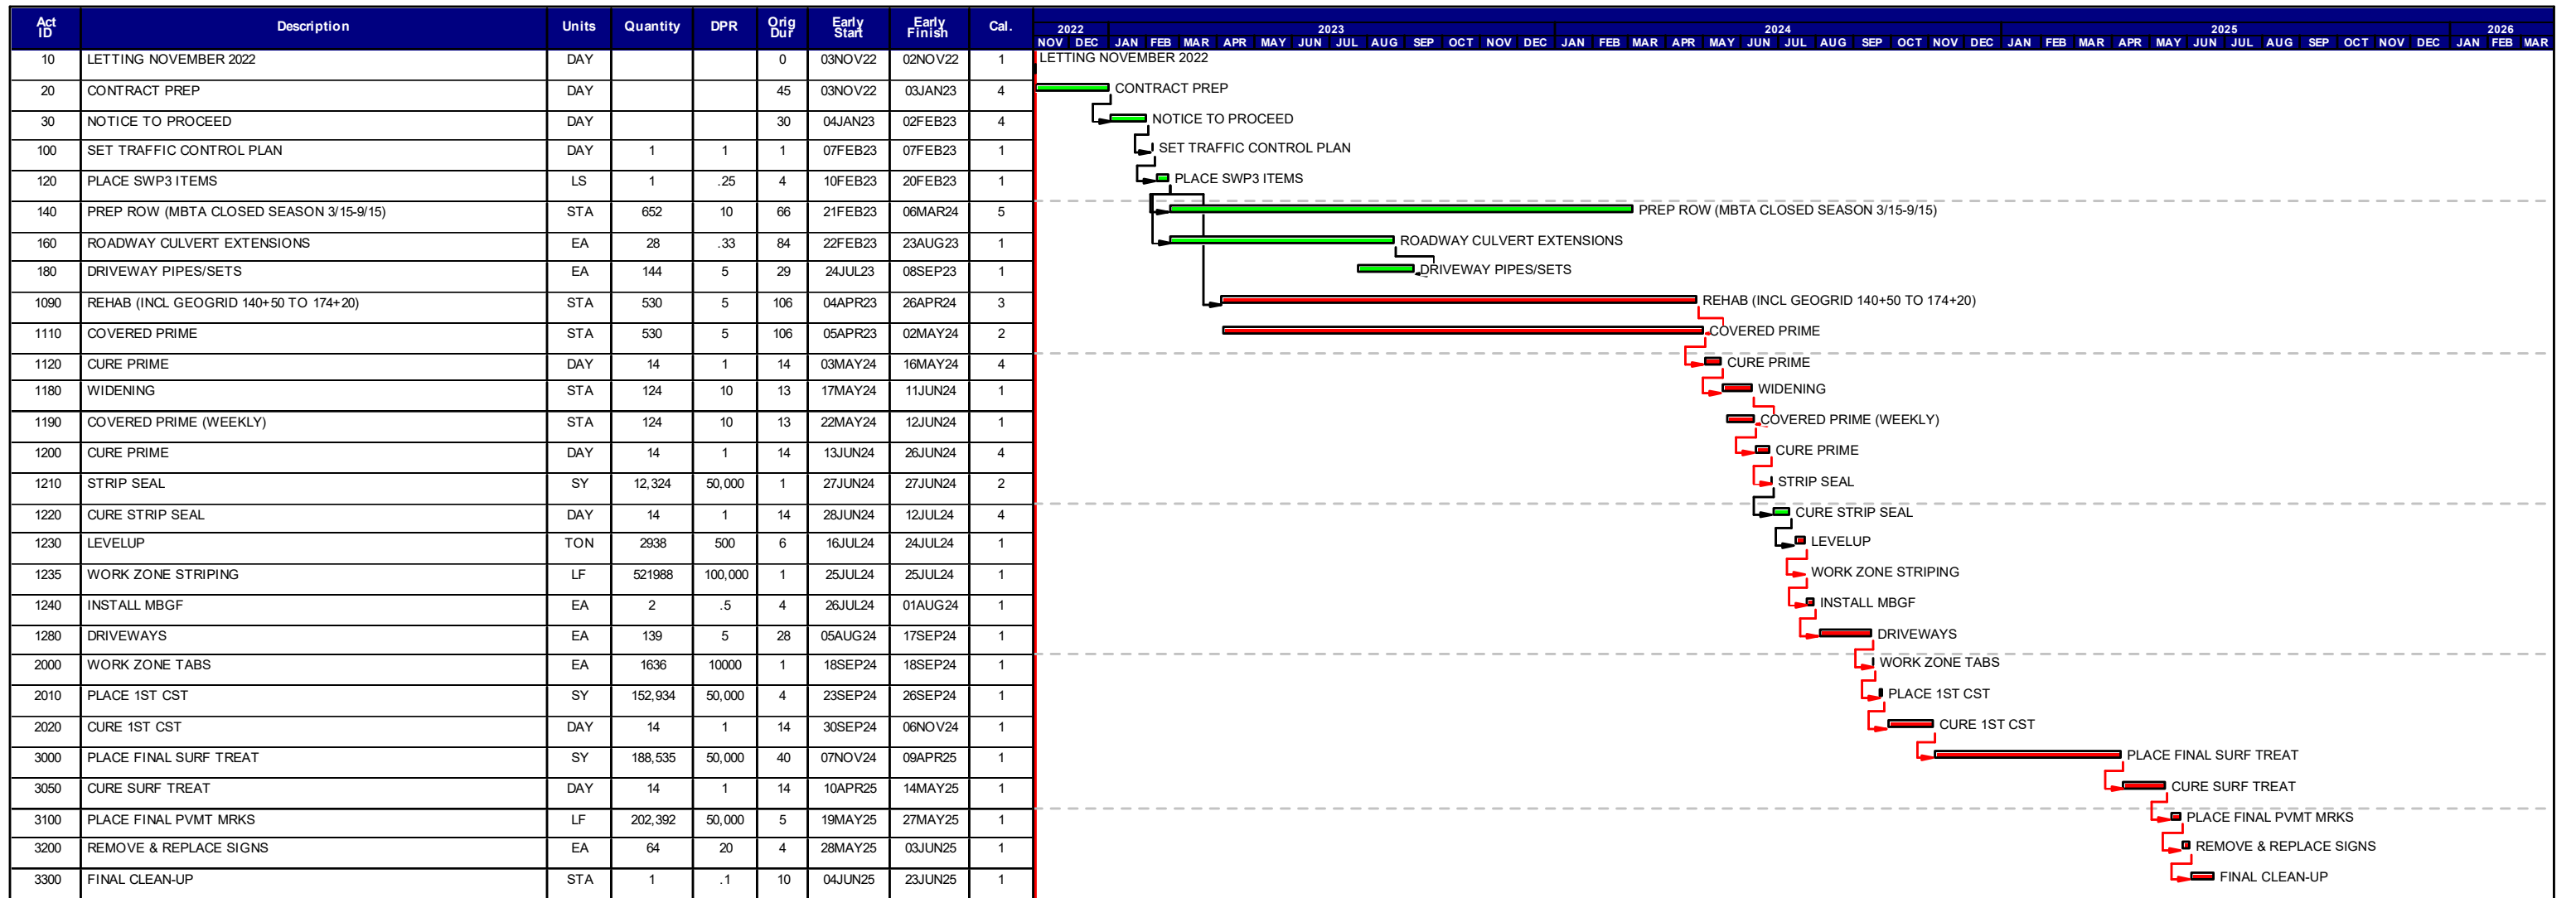 Act ID Description Units Quantity DPR Orig Dur Early Start Early Finish Cal.
2022 2023 2024 2025 2026
NOV DEC JAN FEB MAR APR MAY JUN JUL AUG SEP OCT NOV DEC JAN FEB MAR APR MAY JUN JUL AUG SEP OCT NOV DEC JAN FEB MAR APR MAY JUN JUL AUG SEP OCT NOV DEC JAN FEB MAR
10 LETTING NOVEMBER 2022 DAY 0 03NOV22 02NOV22 1 LETTING NOVEMBER 2022
20 CONTRACT PREP DAY 45 03NOV22 03JAN23 4 CONTRACT PREP
30 NOTICE TO PROCEED DAY 30 04JAN23 02FEB23 4 NOTICE TO PROCEED
100 SET TRAFFIC CONTROL PLAN DAY 1 1 1 07FEB23 07FEB23 1 SET TRAFFIC CONTROL PLAN
120 PLACE SWP3 ITEMS LS 1 .25 4 10FEB23 20FEB23 1 PLACE SWP3 ITEMS
140 PREP ROW (MBTA CLOSED SEASON 3/15-9/15) STA 652 10 66 21FEB23 06MAR24 5 PREP ROW (MBTA CLOSED SEASON 3/15-9/15)
160 ROADWAY CULVERT EXTENSIONS EA 28 .33 84 22FEB23 23AUG23 1 ROADWAY CULVERT EXTENSIONS
180 DRIVEWAY PIPES/SETS EA 144 5 29 24JUL23 08SEP23 1 DRIVEWAY PIPES/SETS
1090 REHAB (INCL GEOGRID 140+50 TO 174+20) STA 530 5 106 04APR23 26APR24 3 REHAB (INCL GEOGRID 140+50 TO 174+20)
1110 COVERED PRIME STA 530 5 106 05APR23 02MAY24 2 COVERED PRIME
1120 CURE PRIME DAY 14 1 14 03MAY24 16MAY24 4 CURE PRIME
1180 WIDENING STA 124 10 13 17MAY24 11JUN24 1 WIDENING
1190 COVERED PRIME (WEEKLY) STA 124 10 13 22MAY24 12JUN24 1 COVERED PRIME (WEEKLY)
1200 CURE PRIME DAY 14 1 14 13JUN24 26JUN24 4 CURE PRIME
1210 STRIP SEAL SY 12,324 50,000 1 27JUN24 27JUN24 2 STRIP SEAL
1220 CURE STRIP SEAL DAY 14 1 14 28JUN24 12JUL24 4 CURE STRIP SEAL
1230 LEVELUP TON 2938 500 6 16JUL24 24JUL24 1 LEVELUP
1235 WORK ZONE STRIPING LF 521988 100,000 1 25JUL24 25JUL24 1 WORK ZONE STRIPING
1240 INSTALL MBGF EA 2 .5 4 26JUL24 01AUG24 1 INSTALL MBGF
1280 DRIVEWAYS EA 139 5 28 05AUG24 17SEP24 1 DRIVEWAYS
2000 WORK ZONE TABS EA 1636 10000 1 18SEP24 18SEP24 1 WORK ZONE TABS
2010 PLACE 1ST CST SY 152,934 50,000 4 23SEP24 26SEP24 1 PLACE 1ST CST
2020 CURE 1ST CST DAY 14 1 14 30SEP24 06NOV24 1 CURE 1ST CST
3000 PLACE FINAL SURF TREAT SY 188,535 50,000 40 07NOV24 09APR25 1 PLACE FINAL SURF TREAT
3050 CURE SURF TREAT DAY 14 1 14 10APR25 14MAY25 1 CURE SURF TREAT
3100 PLACE FINAL PVMT MRKS LF 202,392 50,000 5 19MAY25 27MAY25 1 PLACE FINAL PVMT MRKS
3200 REMOVE & REPLACE SIGNS EA 64 20 4 28MAY25 03JUN25 1 REMOVE & REPLACE SIGNS
3300 FINAL CLEAN-UP STA 1 .1 10 04JUN25 23JUN25 1 FINAL CLEAN-UP